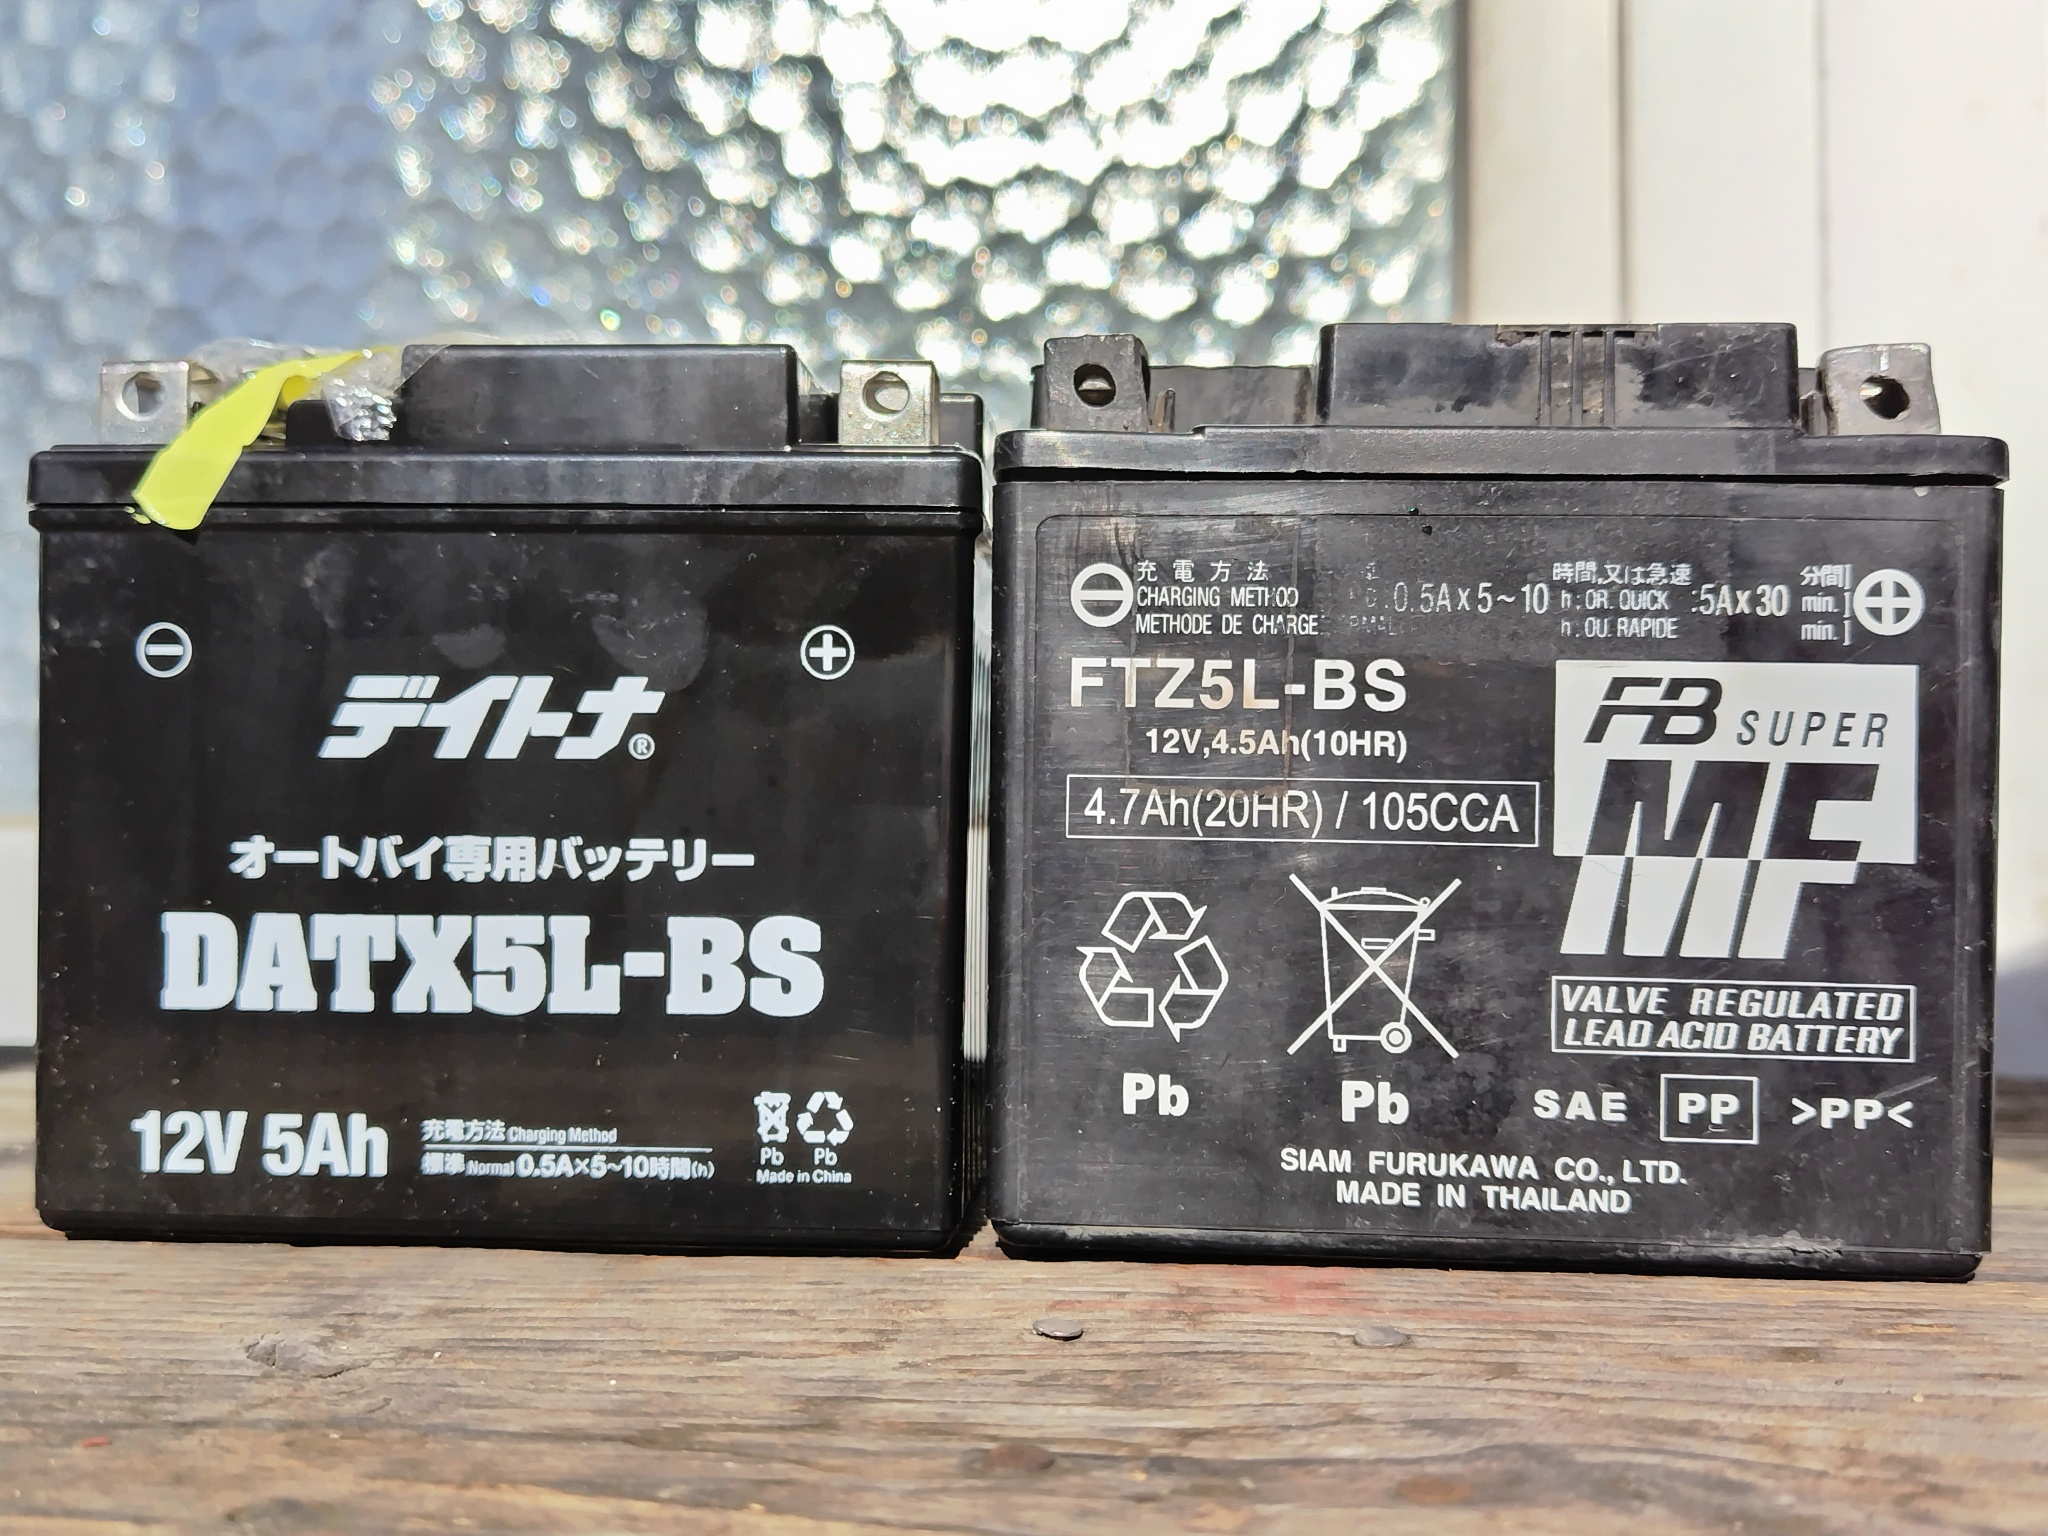 デイトナ®
オートバイ専用バッテリー
DATX5L-BS
12V 5Ah
充電方法 Charging Method
標準 Normal 0.5A×5~10時間(h)
Pb Pb
Made in China
充電方法
CHARGING METHOD
METHODE DE CHARGE
0.5A x 5~10
時間,又は急速
h : OR. QUICK
h : OU. RAPIDE
5A x 30
分間]
min. ]
min. ]
FTZ5L-BS
12V,4.5Ah(10HR)
4.7Ah(20HR) / 105CCA
FB SUPER
MF
MF
VALVE REGULATED
LEAD ACID BATTERY
Pb Pb
SAE PP >PP<
SIAM FURUKAWA CO., LTD.
MADE IN THAILAND